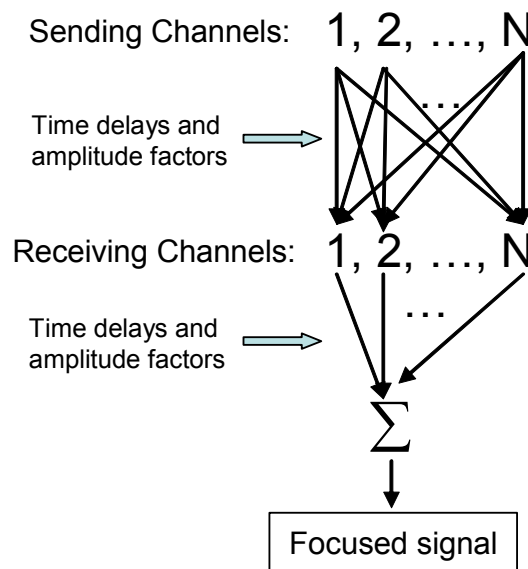 Sending Channels: 1, 2, …, N
…
Time delays and
amplitude factors
Receiving Channels: 1, 2, …, N
…
Time delays and
amplitude factors
Σ
Focused signal